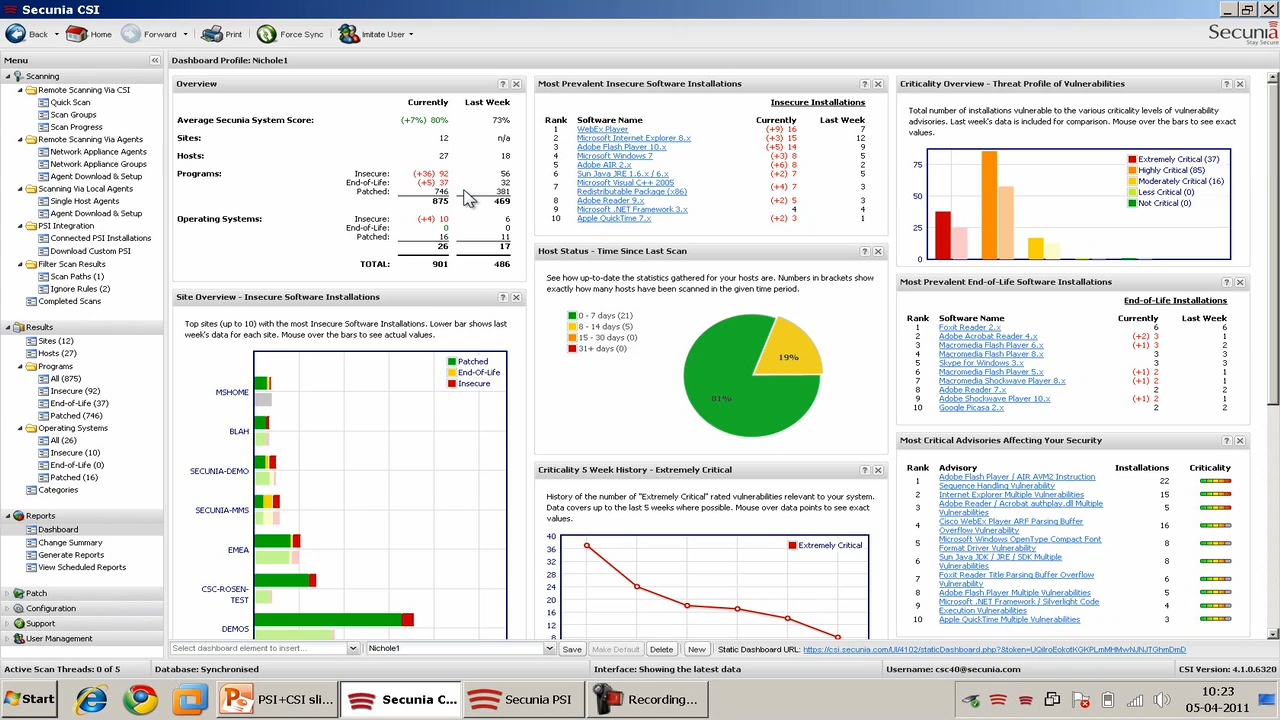 Secunia CSI
Back
Home
Forward
Print
Force Sync
Imitate User
Secunia
Stay Secure
Menu
Scanning
Remote Scanning Via CSI
Quick Scan
Scan Groups
Scan Progress
Remote Scanning Via Agents
Network Appliance Agents
Network Appliance Groups
Agent Download & Setup
Scanning Via Local Agents
Single Host Agents
Agent Download & Setup
PSI Integration
Connected PSI Installations
Download Custom PSI
Filter Scan Results
Scan Paths (1)
Ignore Rules (2)
Completed Scans
Results
Sites (12)
Hosts (27)
Programs
All (875)
Insecure (92)
End-of-Life (37)
Patched (746)
Operating Systems
All (26)
Insecure (10)
End-of-Life (0)
Patched (16)
Categories
Reports
Dashboard
Change Summary
Generate Reports
View Scheduled Reports
Patch
Configuration
Support
User Management
Dashboard Profile: Nichole1
Overview
Currently Last Week
Average Secunia System Score: (+7%) 80% 73%
Sites: 12 n/a
Hosts: 27 18
Programs: Insecure: (+36) 92 56
End-of-Life: (+5) 37 32
Patched: 746 381
875 469
Operating Systems: Insecure: (+4) 10 6
End-of-Life: 0 0
Patched: 16 11
26 17
TOTAL: 901 486
Site Overview - Insecure Software Installations
Top sites (up to 10) with the most Insecure Software Installations. Lower bar shows last
week's data for each site. Mouse over the bars to see actual values.
Patched
End-Of-Life
Insecure
MSHOME
BLAH
SECUNIA-DEMO
SECUNIA-MMS
EMEA
CSC-ROSEN-
TEST
DEMOS
Most Prevalent Insecure Software Installations
Insecure Installations
Rank Software Name Currently Last Week
1 WebEx Player (+9) 16 7
2 Microsoft Internet Explorer 8.x (+3) 15 12
3 Adobe Flash Player 10.x (+5) 14 9
4 Microsoft Windows 7 (+3) 8 5
5 Adobe AIR 2.x (+6) 8 2
6 Sun Java JRE 1.6.x / 6.x (+2) 7 5
7 Microsoft Visual C++ 2005
Redistributable Package (x86) (+4) 7 3
8 Adobe Reader 9.x (+2) 5 3
9 Microsoft .NET Framework 3.x 4 4
10 Apple QuickTime 7.x (+2) 3 1
Host Status - Time Since Last Scan
See how up-to-date the statistics gathered for your hosts are. Numbers in brackets show
exactly how many hosts have been scanned in the given time period.
0 - 7 days (21)
8 - 14 days (5)
15 - 30 days (0)
31+ days (0)
19%
81%
Criticality 5 Week History - Extremely Critical
History of the number of "Extremely Critical" rated vulnerabilities relevant to your system.
Data covers up to the last 5 weeks where possible. Mouse over data points to see exact
values.
40
36
32
28
24
20
16
12
8
Extremely Critical
Criticality Overview - Threat Profile of Vulnerabilities
Total number of installations vulnerable to the various criticality levels of vulnerability
advisories. Last week's data is included for comparison. Mouse over the bars to see exact
values.
75
50
25
0
Extremely Critical (37)
Highly Critical (85)
Moderately Critical (16)
Less Critical (0)
Not Critical (0)
Most Prevalent End-of-Life Software Installations
End-of-Life Installations
Rank Software Name Currently Last Week
1 Foxit Reader 2.x 6 6
2 Adobe Acrobat Reader 4.x (+2) 3 1
3 Macromedia Flash Player 6.x (+1) 3 2
4 Macromedia Flash Player 8.x 3 3
5 Skype for Windows 3.x (+2) 3 1
6 Macromedia Flash Player 5.x (+1) 2 1
7 Macromedia Shockwave Player 8.x (+1) 2 1
8 Adobe Reader 7.x 2 2
9 Adobe Shockwave Player 10.x (+1) 2 1
10 Google Picasa 2.x 2 2
Most Critical Advisories Affecting Your Security
Rank Advisory Installations Criticality
1 Adobe Flash Player / AIR AVM2 Instruction
Sequence Handling Vulnerability 22
2 Internet Explorer Multiple Vulnerabilities 15
3 Adobe Reader / Acrobat authplay.dll Multiple
Vulnerabilities 5
4 Cisco WebEx Player ARF Parsing Buffer
Overflow Vulnerability 16
5 Microsoft Windows OpenType Compact Font
Format Driver Vulnerability 8
6 Sun Java JDK / JRE / SDK Multiple
Vulnerabilities 8
7 Foxit Reader Title Parsing Buffer Overflow
Vulnerability 6
8 Adobe Flash Player Multiple Vulnerabilities 5
9 Microsoft .NET Framework / Silverlight Code
Execution Vulnerabilities 4
10 Apple QuickTime Multiple Vulnerabilities 3
Select dashboard element to insert...
Nichole1
Save
Make Default
Delete
New
Static Dashboard URL:
Active Scan Threads: 0 of 5
Database: Synchronised
Interface: Showing the latest data
Username: csc40@secunia.com
CSI Version: 4.1.0.6320
Start
PSI+CSI sli...
Secunia C...
Secunia PSI
Recording...
10:23
05-04-2011